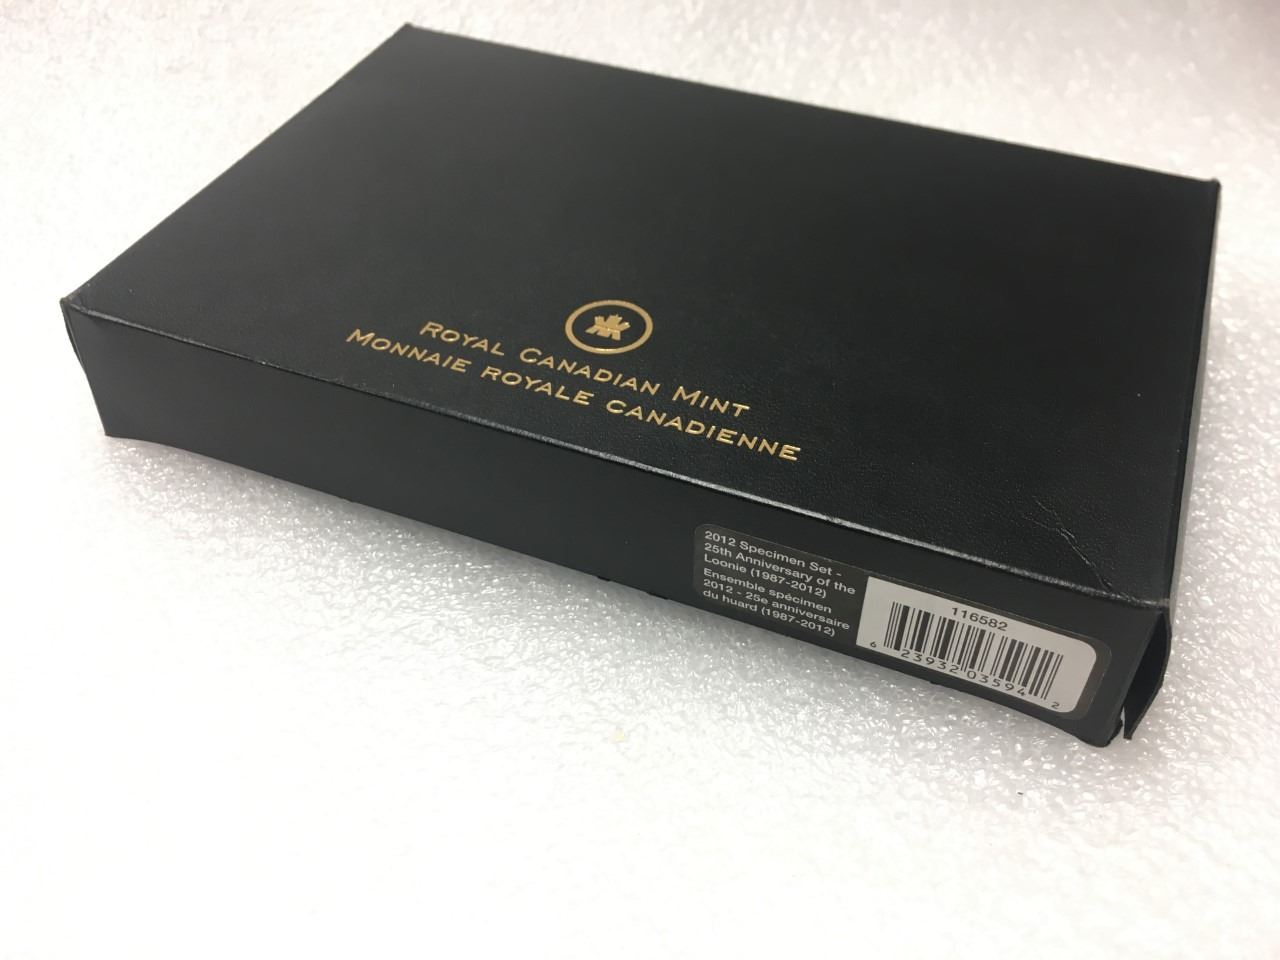 ROYAL CANADIAN MINT
MONNAIE ROYALE CANADIENNE
2012 Specimen Set -
25th Anniversary of the
Loonie (1987-2012)
Ensemble spécimen
2012 - 25e anniversaire
du huard (1987-2012)
116582
6 23932 03594 2